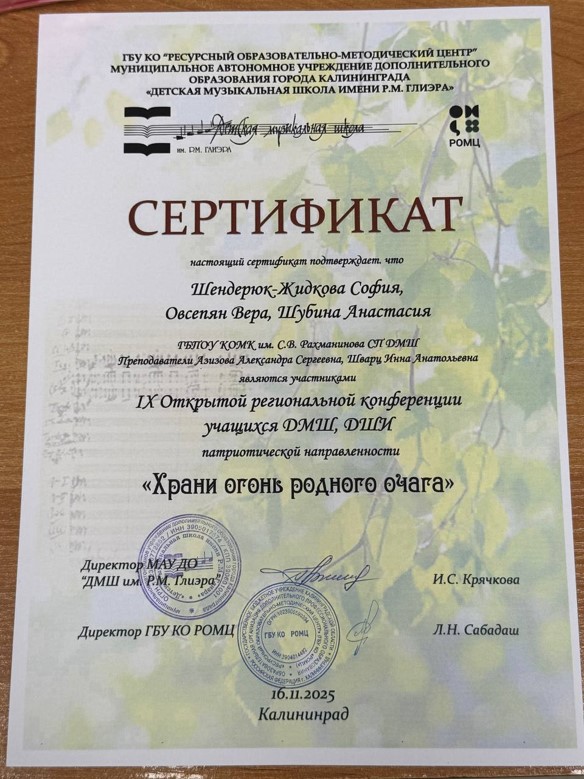 ГБУ КО "РЕСУРСНЫЙ ОБРАЗОВАТЕЛЬНО-МЕТОДИЧЕСКИЙ ЦЕНТР"
МУНИЦИПАЛЬНОЕ АВТОНОМНОЕ УЧРЕЖДЕНИЕ ДОПОЛНИТЕЛЬНОГО
ОБРАЗОВАНИЯ ГОРОДА КАЛИНИНГРАДА
«ДЕТСКАЯ МУЗЫКАЛЬНАЯ ШКОЛА ИМЕНИ Р.М. ГЛИЭРА»
Детская музыкальная школа
им. Р.М. ГЛИЭРА
РОМЦ
СЕРТИФИКАТ
настоящий сертификат подтверждает, что
Шендерюк-Жидкова София,
Овсепян Вера, Шубина Анастасия
ГБПОУ КОМК им. С.В. Рахманинова СП ДМШ
Преподаватели Азизова Александра Сергеевна, Шварц Инна Анатольевна
являются участниками
IX Открытой региональной конференции
учащихся ДМШ, ДШИ
патриотической направленности
«Храни огонь родного очага»
Директор МАУ ДО
"ДМШ им. Р.М. Глиэра"
И.С. Крячкова
Директор ГБУ КО РОМЦ
ГБУ КО РОМЦ
Л.Н. Сабадаш
16.11.2025
Калининрад